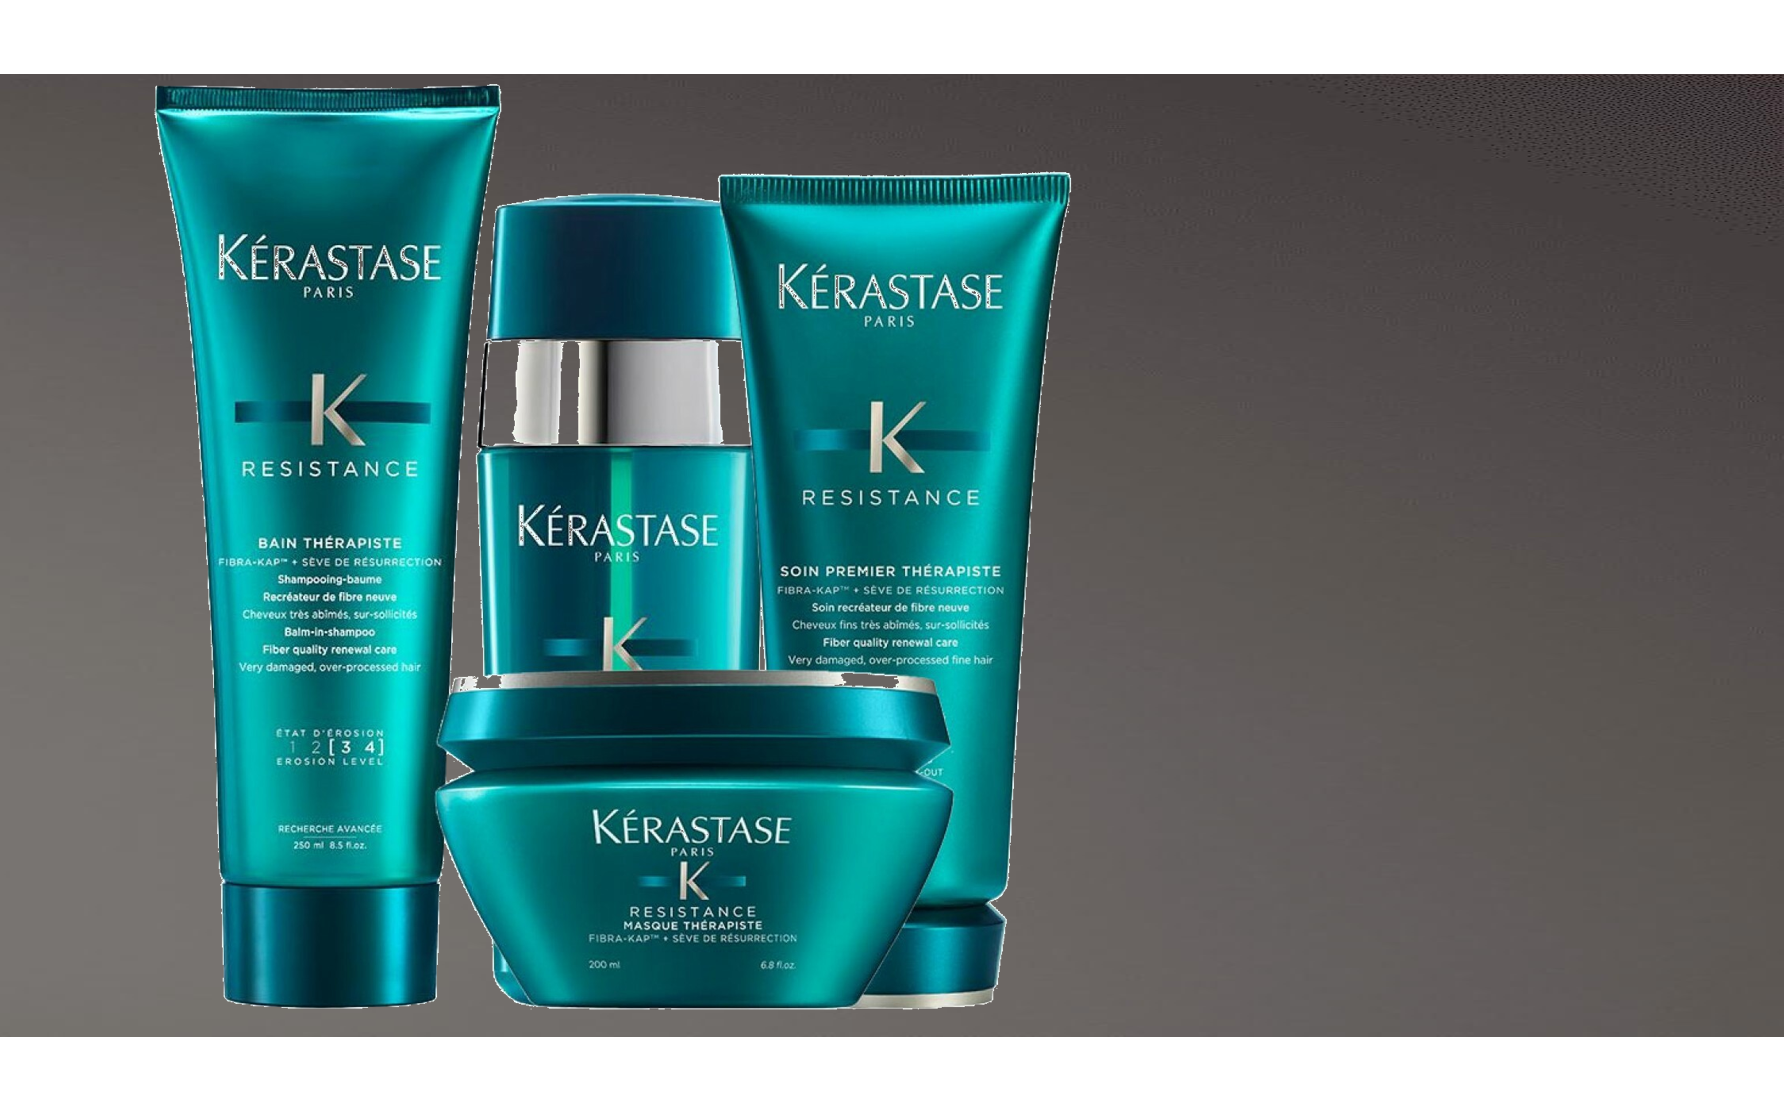 KÉRASTASE
PARIS
K
RESISTANCE
BAIN THÉRAPISTE
FIBRA-KAP™ + SÈVE DE RÉSURRECTION
Shampooing-baume
Recréateur de fibre neuve
Cheveux très abîmés, sur-sollicités
Balm-in-shampoo
Fiber quality renewal care
Very damaged, over-processed hair
ÉTAT D'ÉROSION
1 2 [3 4]
EROSION LEVEL
RECHERCHE AVANCÉE
250 ml 8.5 fl.oz.
KÉRASTASE
PARIS
K
KÉRASTASE
PARIS
K
RESISTANCE
SOIN PREMIER THÉRAPISTE
FIBRA-KAP™ + SÈVE DE RÉSURRECTION
Soin recréateur de fibre neuve
Cheveux fins très abîmés, sur-sollicités
Fiber quality renewal care
Very damaged, over-processed fine hair
KÉRASTASE
PARIS
K
RESISTANCE
MASQUE THÉRAPISTE
FIBRA-KAP™ + SÈVE DE RÉSURRECTION
200 ml 6.8 fl.oz.